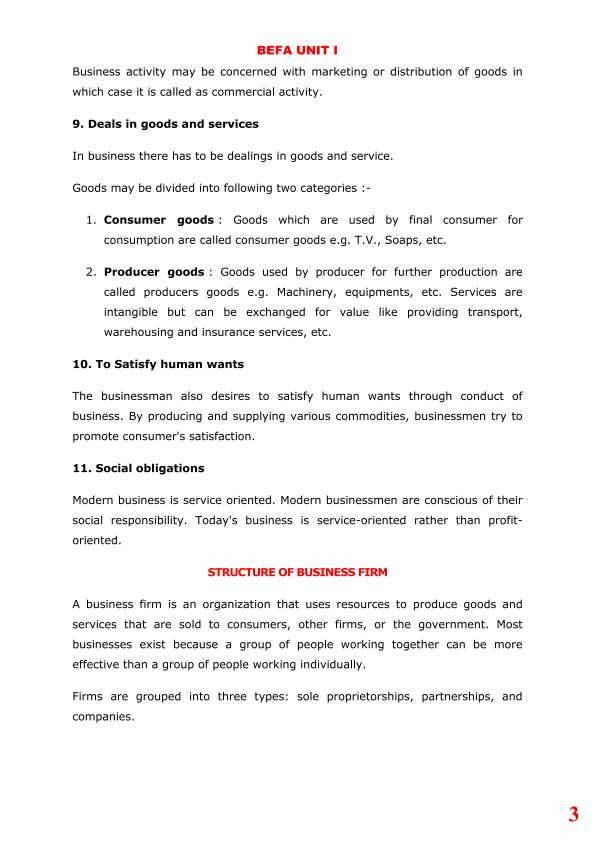 BEFA UNIT I
Business activity may be concerned with marketing or distribution of goods in
which case it is called as commercial activity.
9. Deals in goods and services
In business there has to be dealings in goods and service.
Goods may be divided into following two categories :-
1. Consumer goods : Goods which are used by final consumer for
consumption are called consumer goods e.g. T.V., Soaps, etc.
2. Producer goods : Goods used by producer for further production are
called producers goods e.g. Machinery, equipments, etc. Services are
intangible but can be exchanged for value like providing transport,
warehousing and insurance services, etc.
10. To Satisfy human wants
The businessman also desires to satisfy human wants through conduct of
business. By producing and supplying various commodities, businessmen try to
promote consumer's satisfaction.
11. Social obligations
Modern business is service oriented. Modern businessmen are conscious of their
social responsibility. Today's business is service-oriented rather than profit-
oriented.
STRUCTURE OF BUSINESS FIRM
A business firm is an organization that uses resources to produce goods and
services that are sold to consumers, other firms, or the government. Most
businesses exist because a group of people working together can be more
effective than a group of people working individually.
Firms are grouped into three types: sole proprietorships, partnerships, and
companies.
3